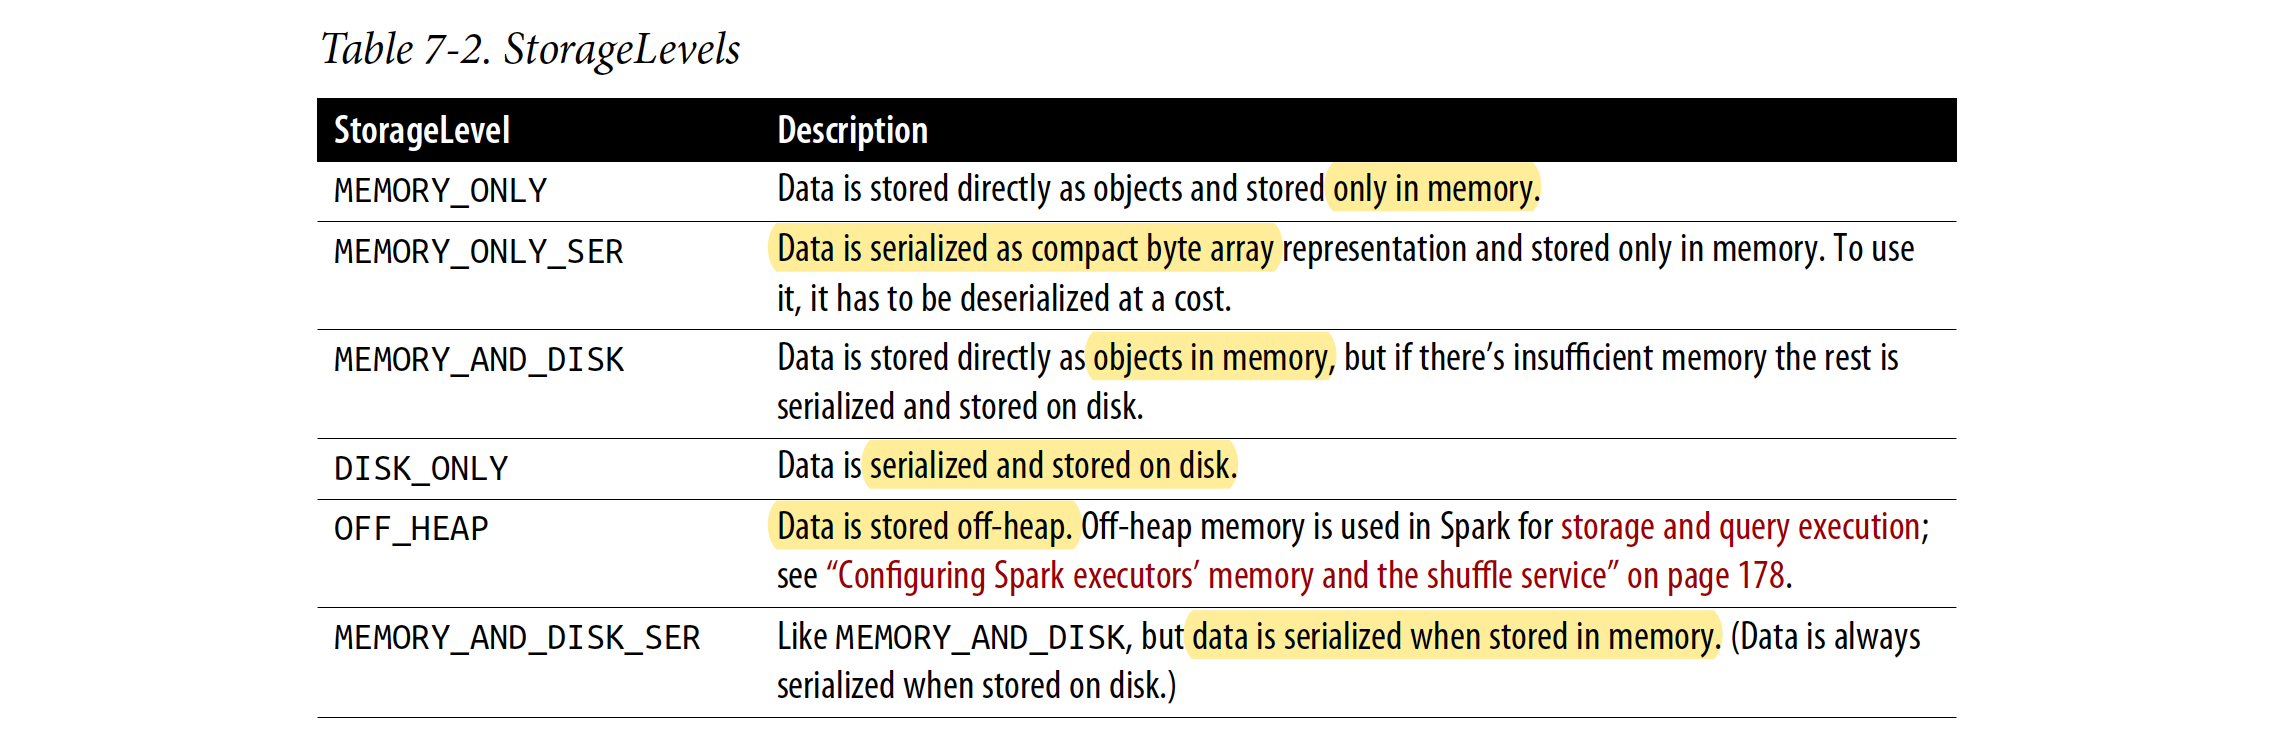 Table 7-2. StorageLevels
StorageLevel Description
MEMORY_ONLY Data is stored directly as objects and stored only in memory.
MEMORY_ONLY_SER Data is serialized as compact byte array representation and stored only in memory. To use
it, it has to be deserialized at a cost.
MEMORY_AND_DISK Data is stored directly as objects in memory, but if there’s insufficient memory the rest is
serialized and stored on disk.
DISK_ONLY Data is serialized and stored on disk.
OFF_HEAP Data is stored off-heap. Off-heap memory is used in Spark for storage and query execution;
see “Configuring Spark executors’ memory and the shuffle service” on page 178.
MEMORY_AND_DISK_SER Like MEMORY_AND_DISK, but data is serialized when stored in memory. (Data is always
serialized when stored on disk.)